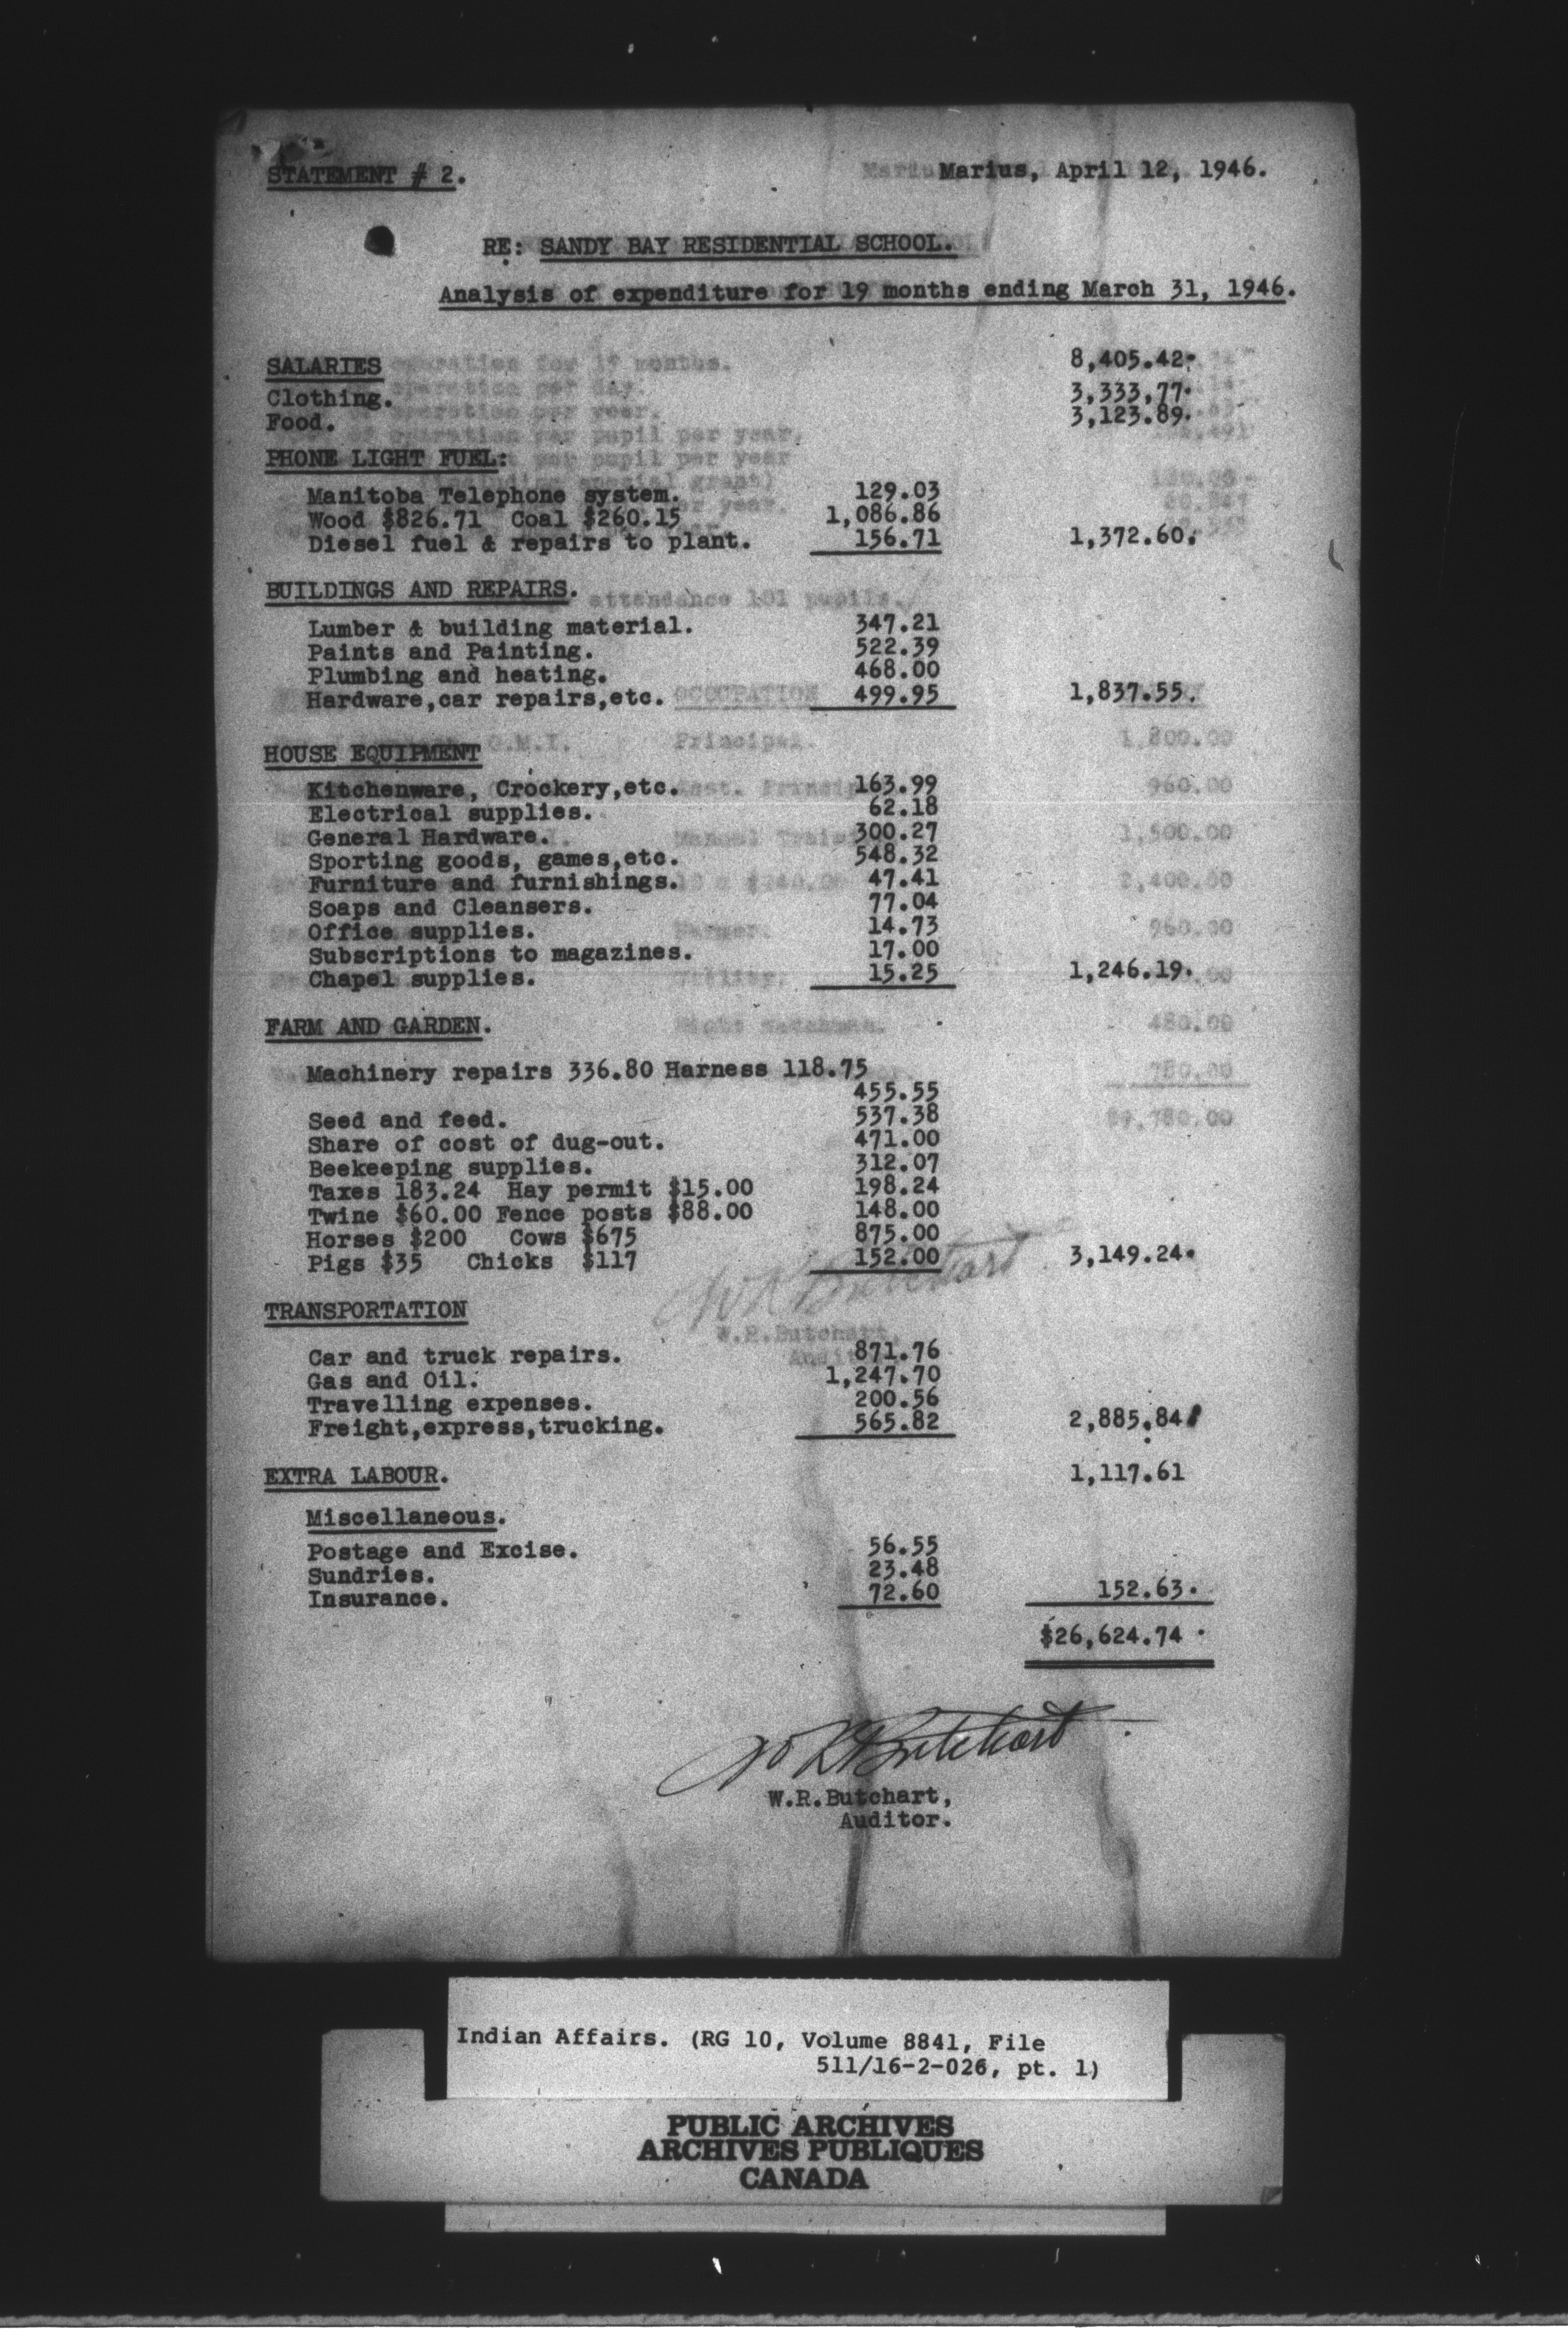 STATEMENT # 2.
Marius, April 12, 1946.
RE: SANDY BAY RESIDENTIAL SCHOOL.
Analysis of expenditure for 19 months ending March 31, 1946.
SALARIES 8,405.42.
Clothing. 3,333,77.
Food. 3,123.89.
PHONE LIGHT FUEL:
Manitoba Telephone system. 129.03
Wood $826.71 Coal $260.15 1,086.86
Diesel fuel & repairs to plant. 156.71 1,372.60.
BUILDINGS AND REPAIRS.
Lumber & building material. 347.21
Paints and Painting. 522.39
Plumbing and heating. 468.00
Hardware,car repairs,etc. 499.95 1,837.55.
HOUSE EQUIPMENT
Kitchenware, Crockery,etc. 163.99
Electrical supplies. 62.18
General Hardware. 300.27
Sporting goods, games,etc. 548.32
Furniture and furnishings. 47.41
Soaps and Cleansers. 77.04
Office supplies. 14.73
Subscriptions to magazines. 17.00
Chapel supplies. 15.25 1,246.19.
FARM AND GARDEN.
Machinery repairs 336.80 Harness 118.75
455.55
Seed and feed. 537.38
Share of cost of dug-out. 471.00
Beekeeping supplies. 312.07
Taxes 183.24 Hay permit $15.00 198.24
Twine $60.00 Fence posts $88.00 148.00
Horses $200 Cows $675 875.00
Pigs $35 Chicks $117 152.00 3,149.24.
TRANSPORTATION
Car and truck repairs. 871.76
Gas and Oil. 1,247.70
Travelling expenses. 200.56
Freight,express,trucking. 565.82 2,885.84
EXTRA LABOUR. 1,117.61
Miscellaneous.
Postage and Excise. 56.55
Sundries. 23.48
Insurance. 72.60 152.63.
$26,624.74
W R Butchart
W.R.Butchart,
Auditor.
Indian Affairs. (RG 10, Volume 8841, File
511/16-2-026, pt. 1)
PUBLIC ARCHIVES
ARCHIVES PUBLIQUES
CANADA